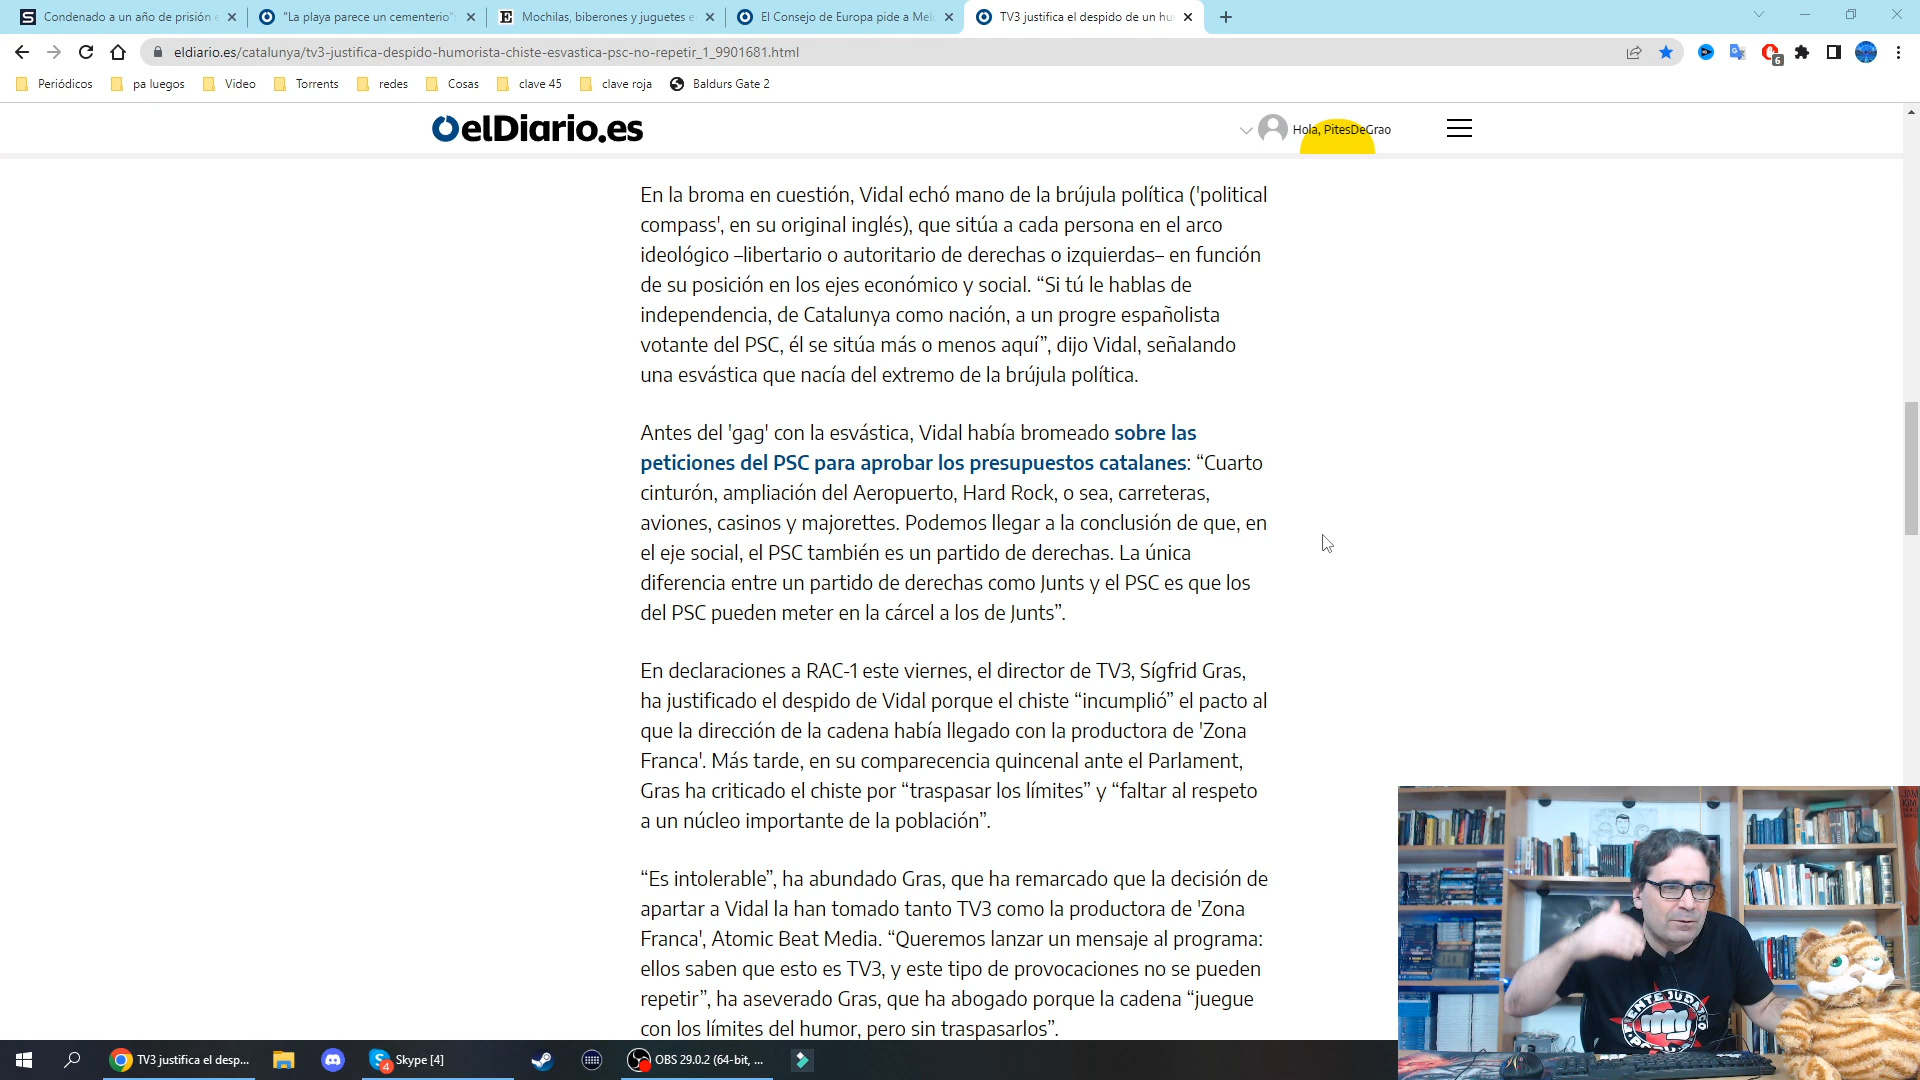 Condenado a un año de prisión e
"La playa parece un cementerio":
Mochilas, biberones y juguetes e
El Consejo de Europa pide a Mel
TV3 justifica el despido de un hu
eldiario.es/catalunya/tv3-justifica-despido-humorista-chiste-esvastica-psc-no-repetir_1_9901681.html
6
Periódicos
pa luegos
Video
Torrents
redes
Cosas
clave 45
clave roja
Baldurs Gate 2
elDiario.es
Hola, PitesDeGrao
En la broma en cuestión, Vidal echó mano de la brújula política ('political
compass', en su original inglés), que sitúa a cada persona en el arco
ideológico –libertario o autoritario de derechas o izquierdas– en función
de su posición en los ejes económico y social. “Si tú le hablas de
independencia, de Catalunya como nación, a un progre españolista
votante del PSC, él se sitúa más o menos aquí”, dijo Vidal, señalando
una esvástica que nacía del extremo de la brújula política.
Antes del 'gag' con la esvástica, Vidal había bromeado sobre las
peticiones del PSC para aprobar los presupuestos catalanes: “Cuarto
cinturón, ampliación del Aeropuerto, Hard Rock, o sea, carreteras,
aviones, casinos y majorettes. Podemos llegar a la conclusión de que, en
el eje social, el PSC también es un partido de derechas. La única
diferencia entre un partido de derechas como Junts y el PSC es que los
del PSC pueden meter en la cárcel a los de Junts”.
En declaraciones a RAC-1 este viernes, el director de TV3, Sígfrid Gras,
ha justificado el despido de Vidal porque el chiste “incumplió” el pacto al
que la dirección de la cadena había llegado con la productora de 'Zona
Franca'. Más tarde, en su comparecencia quincenal ante el Parlament,
Gras ha criticado el chiste por “traspasar los límites” y “faltar al respeto
a un núcleo importante de la población”.
“Es intolerable”, ha abundado Gras, que ha remarcado que la decisión de
apartar a Vidal la han tomado tanto TV3 como la productora de 'Zona
Franca', Atomic Beat Media. “Queremos lanzar un mensaje al programa:
ellos saben que esto es TV3, y este tipo de provocaciones no se pueden
repetir”, ha aseverado Gras, que ha abogado porque la cadena “juegue
con los límites del humor, pero sin traspasarlos”.
TV3 justifica el desp...
4
Skype [4]
OBS 29.0.2 (64-bit, ...